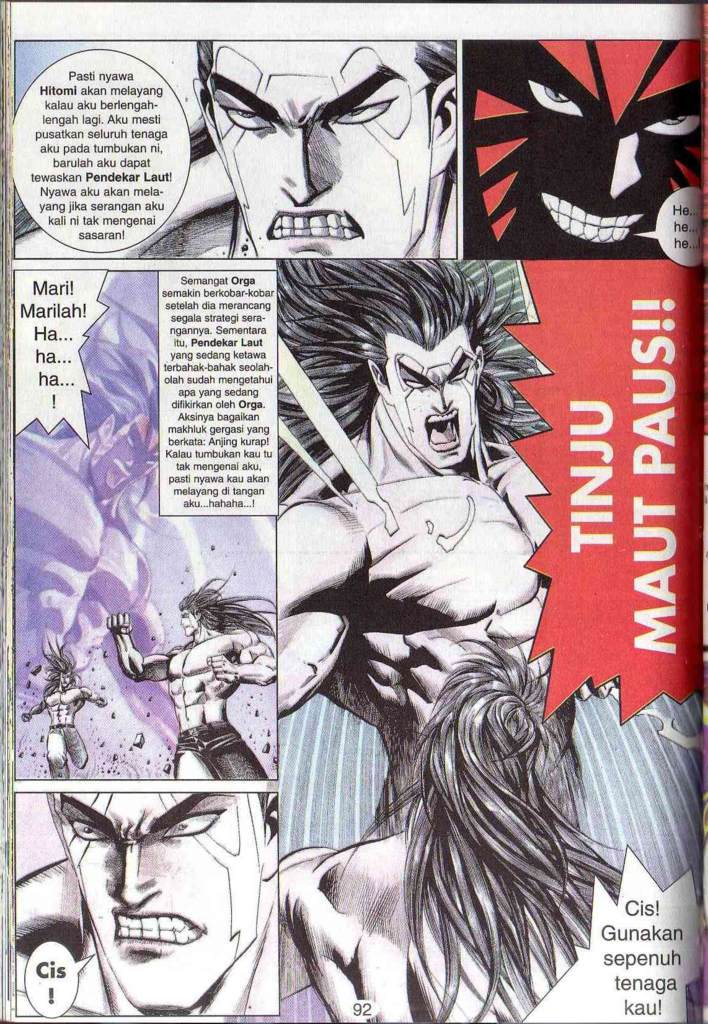 Pasti nyawa
Hitomi akan melayang
kalau aku berlengah-
lengah lagi. Aku mesti
pusatkan seluruh tenaga
aku pada tumbukan ni,
barulah aku dapat
tewaskan Pendekar Laut!
Nyawa aku akan mela-
yang jika serangan aku
kali ni tak mengenai
sasaran!
He...
he...
he...
Mari!
Marilah!
Ha...
ha...
ha...
!
Semangat Orga
semakin berkobar-kobar
setelah dia merancang
segala strategi sera-
ngannya. Sementara
itu, Pendekar Laut
yang sedang ketawa
terbahak-bahak seolah-
olah sudah mengetahui
apa yang sedang
difikirkan oleh Orga.
Aksinya bagaikan
makhluk gergasi yang
berkata: Anjing kurap!
Kalau tumbukan kau tu
tak mengenai aku,
pasti nyawa kau akan
melayang di tangan
aku...hahaha...!
TINJU
MAUT PAUS!!
Cis
!
Cis!
Gunakan
sepenuh
tenaga
kau!
92